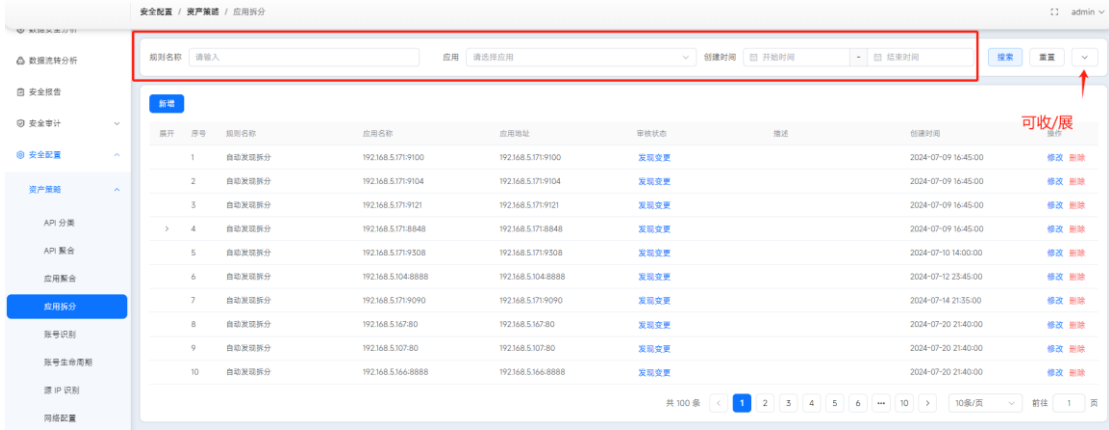 安全配置 / 资产策略 / 应用拆分
admin
数据安全分析
数据流转分析
安全报告
安全审计
安全配置
资产策略
API 分类
API 聚合
应用聚合
应用拆分
账号识别
账号生命周期
源 IP 识别
网络配置
规则名称 请输入 应用 请选择应用 创建时间 开始时间 - 结束时间 搜索 重置
可收/展
新增
展开 序号 规则名称 应用名称 应用地址 审核状态 描述 创建时间 操作
1 自动发现拆分 192.168.5.171:9100 192.168.5.171:9100 发现变更 2024-07-09 16:45:00 修改 删除
2 自动发现拆分 192.168.5.171:9104 192.168.5.171:9104 发现变更 2024-07-09 16:45:00 修改 删除
3 自动发现拆分 192.168.5.171:9121 192.168.5.171:9121 发现变更 2024-07-09 16:45:00 修改 删除
4 自动发现拆分 192.168.5.171:8848 192.168.5.171:8848 发现变更 2024-07-09 16:45:00 修改 删除
5 自动发现拆分 192.168.5.171:9308 192.168.5.171:9308 发现变更 2024-07-10 14:00:00 修改 删除
6 自动发现拆分 192.168.5.104:8888 192.168.5.104:8888 发现变更 2024-07-12 23:45:00 修改 删除
7 自动发现拆分 192.168.5.171:9090 192.168.5.171:9090 发现变更 2024-07-14 21:35:00 修改 删除
8 自动发现拆分 192.168.5.167:80 192.168.5.167:80 发现变更 2024-07-20 21:40:00 修改 删除
9 自动发现拆分 192.168.5.107:80 192.168.5.107:80 发现变更 2024-07-20 21:40:00 修改 删除
10 自动发现拆分 192.168.5.166:8888 192.168.5.166:8888 发现变更 2024-07-20 21:40:00 修改 删除
共 100 条 < 1 2 3 4 5 6 ••• 10 > 10条/页 前往 1 页